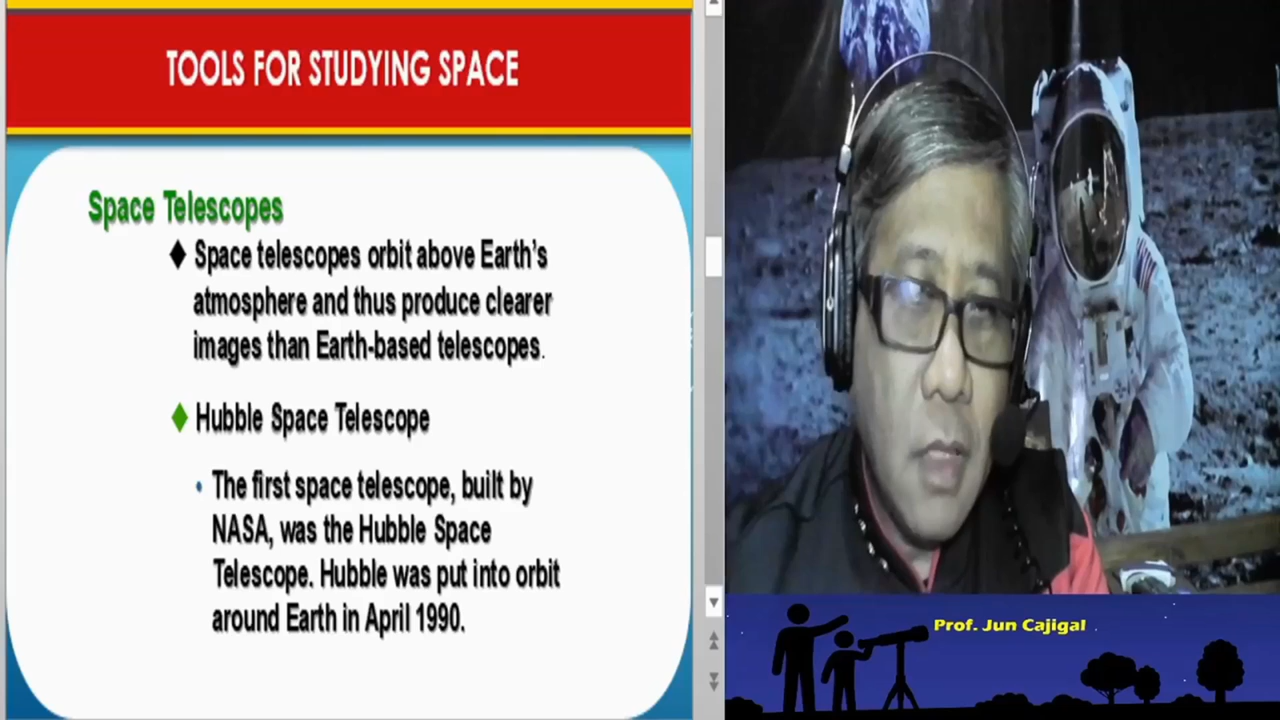 TOOLS FOR STUDYING SPACE
Space Telescopes
Space telescopes orbit above Earth's
atmosphere and thus produce clearer
images than Earth-based telescopes.
Hubble Space Telescope
The first space telescope, built by
NASA, was the Hubble Space
Telescope. Hubble was put into orbit
around Earth in April 1990.
Prof. Jun Cajigal